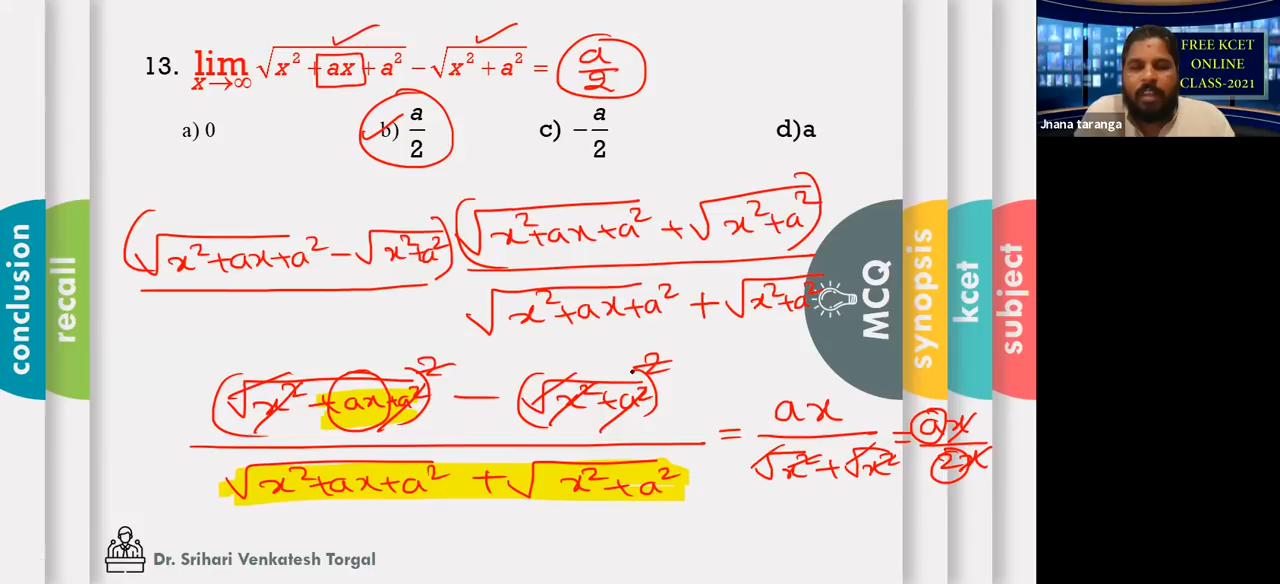 13. lim x→∞ √(x² + ax + a²) − √(x² + a²) = a/2
a) 0 b) a/2 c) −a/2 d)a
(√(x²+ax+a²) − √(x²+a²)) (√(x²+ax+a²) + √(x²+a²))
√(x²+ax+a²) + √(x²+a²)
(√(x²+ax+a²))² − (√(x²+a²))²
√(x²+ax+a²) + √(x²+a²)
= ax/(√x²+√x²) = ax/2x
conclusion
recall
MCQ
synopsis
kcet
subject
Dr. Srihari Venkatesh Torgal
FREE KCET
ONLINE
CLASS-2021
Jhana taranga